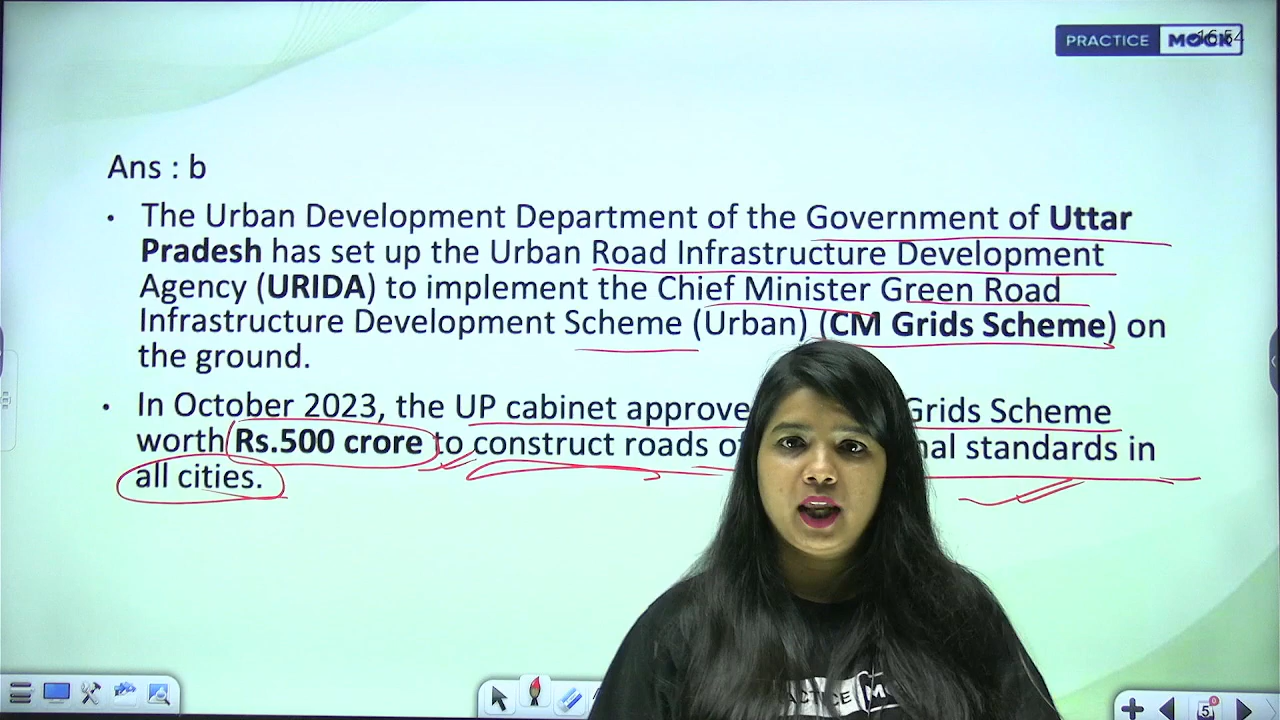 PRACTICE MOCK
16:54
Ans : b
• The Urban Development Department of the Government of Uttar
Pradesh has set up the Urban Road Infrastructure Development
Agency (URIDA) to implement the Chief Minister Green Road
Infrastructure Development Scheme (Urban) (CM Grids Scheme) on
the ground.
• In October 2023, the UP cabinet approve Grids Scheme
worth Rs.500 crore to construct roads o nal standards in
all cities.
5